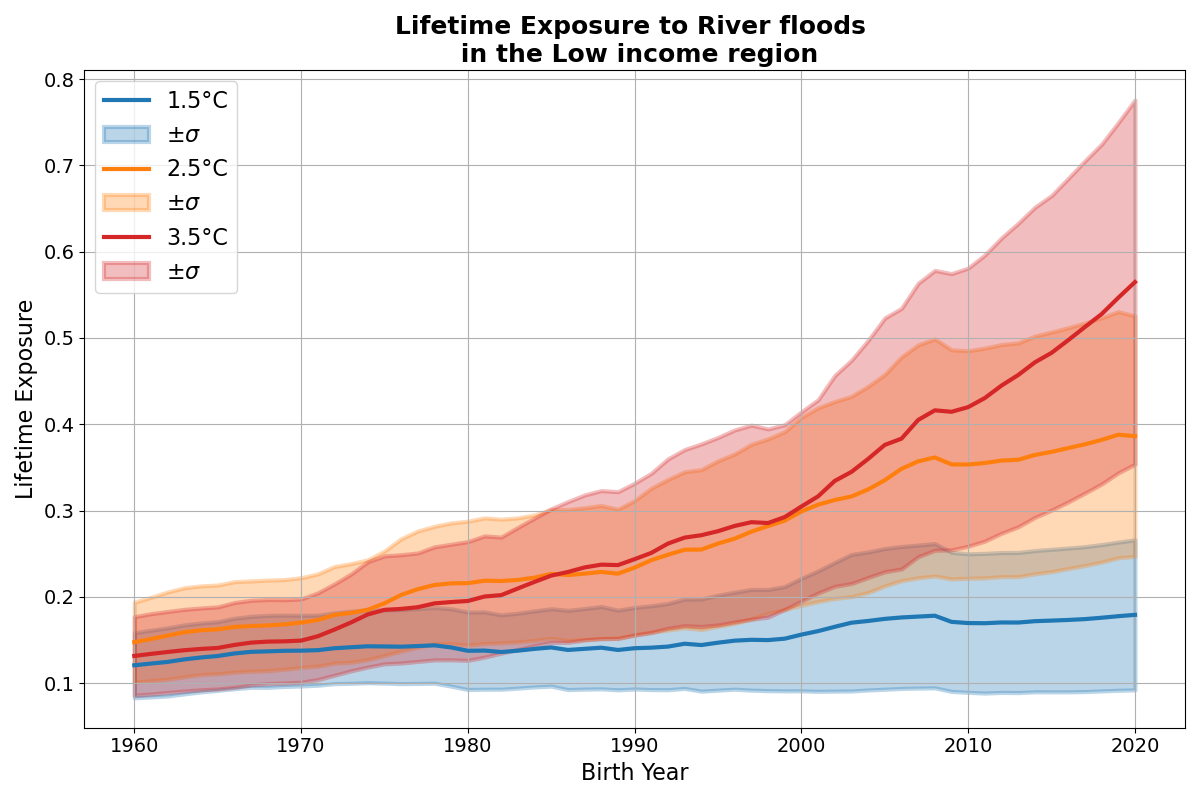 Lifetime Exposure to River floods
in the Low income region
0.8
0.7
0.6
0.5
0.4
0.3
0.2
0.1
Lifetime Exposure
1.5°C
±σ
2.5°C
±σ
3.5°C
±σ
1960 1970 1980 1990 2000 2010 2020
Birth Year